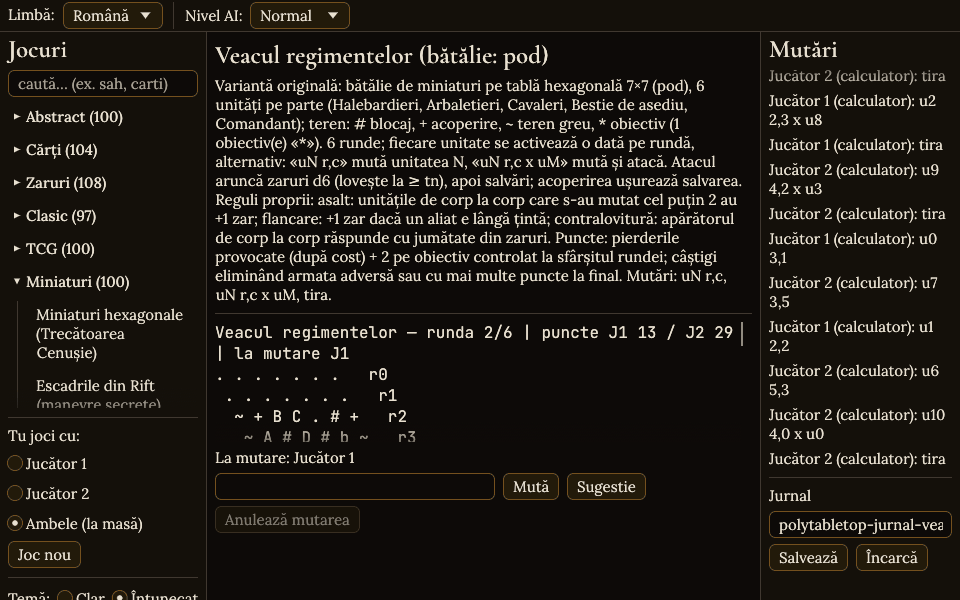 Limbă: Română ▼ Nivel AI: Normal ▼
Jocuri
caută... (ex. sah, carti)
▸ Abstract (100)
▸ Cărți (104)
▸ Zaruri (108)
▸ Clasic (97)
▸ TCG (100)
▾ Miniaturi (100)
Miniaturi hexagonale
(Trecătoarea
Cenușie)
Escadrile din Rift
(manevre secrete)
Tu joci cu:
Jucător 1
Jucător 2
Ambele (la masă)
Joc nou
Temă: Clar Întunecat
Veacul regimentelor (bătălie: pod)
Variantă originală: bătălie de miniaturi pe tablă hexagonală 7×7 (pod), 6
unități pe parte (Halebardieri, Arbaletieri, Cavaleri, Bestie de asediu,
Comandant); teren: # blocaj, + acoperire, ~ teren greu, * obiectiv (1
obiectiv(e) «*»). 6 runde; fiecare unitate se activează o dată pe rundă,
alternativ: «uN r,c» mută unitatea N, «uN r,c x uM» mută și atacă. Atacul
aruncă zaruri d6 (lovește la ≥ tn), apoi salvări; acoperirea ușurează salvarea.
Reguli proprii: asalt: unitățile de corp la corp care s-au mutat cel puțin 2 au
+1 zar; flancare: +1 zar dacă un aliat e lângă țintă; contralovitură: apărătorul
de corp la corp răspunde cu jumătate din zaruri. Puncte: pierderile
provocate (după cost) + 2 pe obiectiv controlat la sfârșitul rundei; câștigi
eliminând armata adversă sau cu mai multe puncte la final. Mutări: uN r,c,
uN r,c x uM, tira.
Veacul regimentelor — runda 2/6 | puncte J1 13 / J2 29
| la mutare J1
. . . . . . . r0
. . . . . . . r1
~ + B C . # + r2
~ A # D # b ~ r3
La mutare: Jucător 1
Mută Sugestie
Anulează mutarea
Mutări
Jucător 2 (calculator): tira
Jucător 1 (calculator): u2
2,3 x u8
Jucător 1 (calculator): tira
Jucător 2 (calculator): u9
4,2 x u3
Jucător 2 (calculator): tira
Jucător 1 (calculator): u0
3,1
Jucător 2 (calculator): u7
3,5
Jucător 1 (calculator): u1
2,2
Jucător 2 (calculator): u6
5,3
Jucător 2 (calculator): u10
4,0 x u0
Jucător 2 (calculator): tira
Jurnal
polytabletop-jurnal-vea
Salvează Încarcă